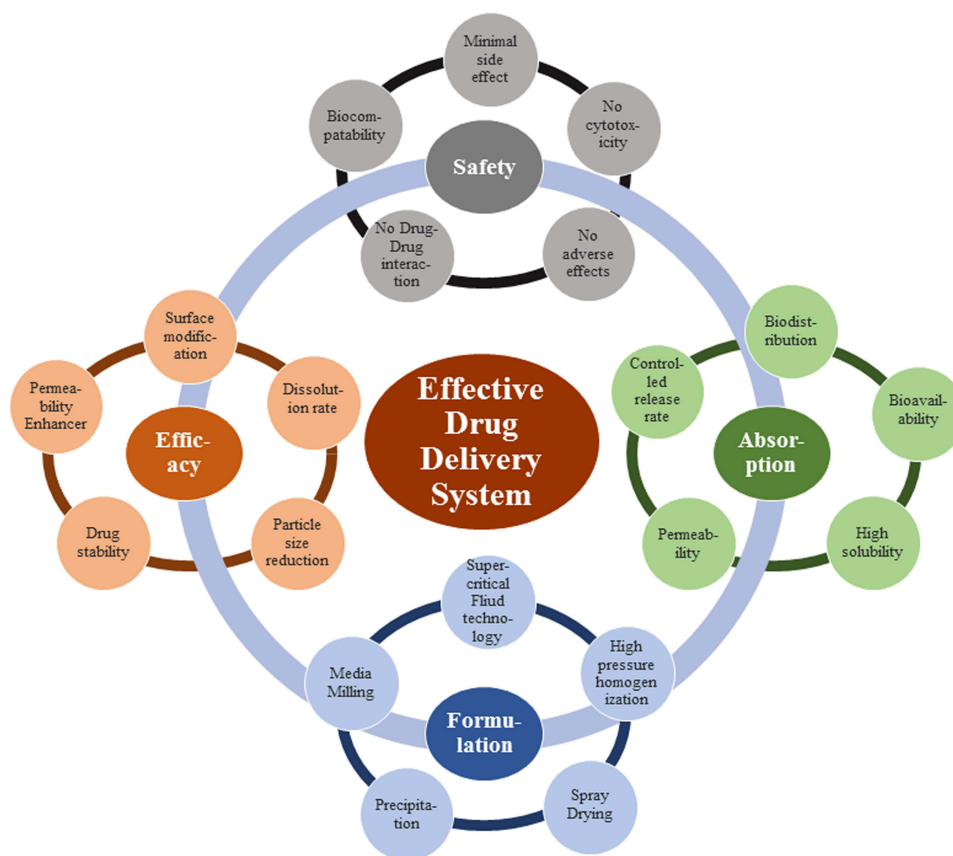 Minimal
side
effect
Biocom-
patability
No
cytotox-
icity
Safety
No Drug-
Drug
interac-
tion
No
adverse
effects
Surface
modific-
ation
Permea-
bility
Enhancer
Dissolut-
ion rate
Effic-
acy
Drug
stability
Particle
size
reduction
Effective
Drug
Delivery
System
Biodist-
ribution
Control-
led
release
rate
Bioavail-
ability
Absor-
ption
Permeab-
ility
High
solubility
Super-
critical
Fliud
techno-
logy
Media
Milling
High
pressure
homogen
ization
Formu-
lation
Precipita-
tion
Spray
Drying